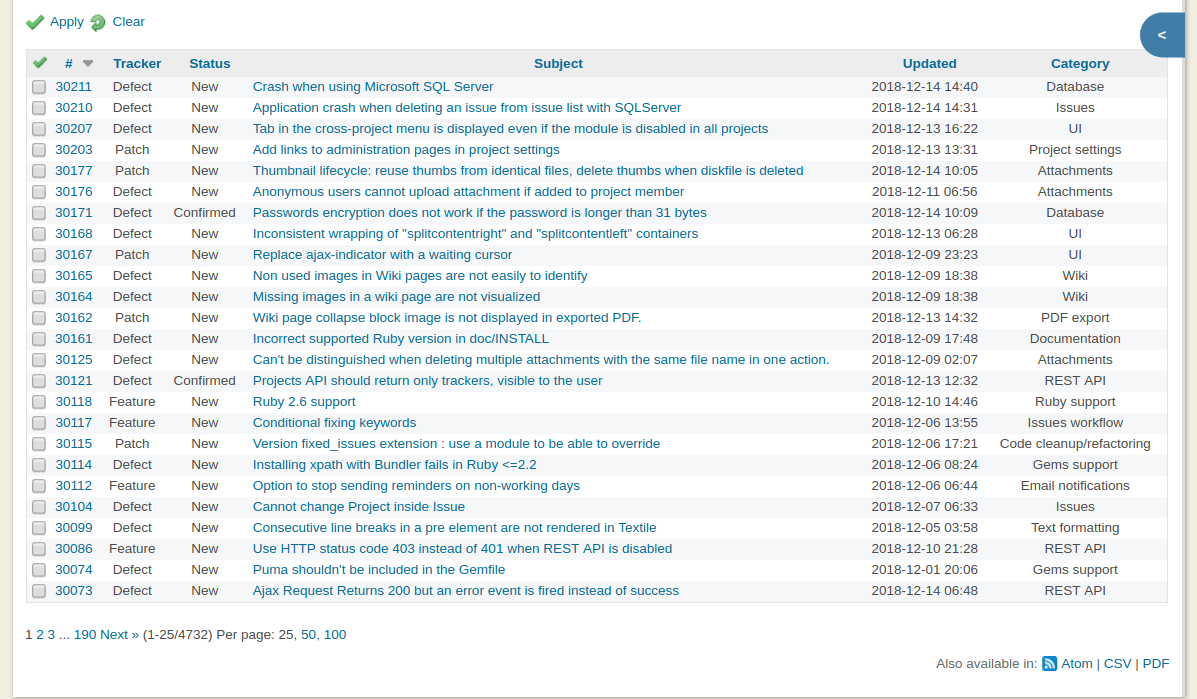 Apply Clear
<
# Tracker Status Subject Updated Category
30211 Defect New Crash when using Microsoft SQL Server 2018-12-14 14:40 Database
30210 Defect New Application crash when deleting an issue from issue list with SQLServer 2018-12-14 14:31 Issues
30207 Defect New Tab in the cross-project menu is displayed even if the module is disabled in all projects 2018-12-13 16:22 UI
30203 Patch New Add links to administration pages in project settings 2018-12-13 13:31 Project settings
30177 Patch New Thumbnail lifecycle: reuse thumbs from identical files, delete thumbs when diskfile is deleted 2018-12-14 10:05 Attachments
30176 Defect New Anonymous users cannot upload attachment if added to project member 2018-12-11 06:56 Attachments
30171 Defect Confirmed Passwords encryption does not work if the password is longer than 31 bytes 2018-12-14 10:09 Database
30168 Defect New Inconsistent wrapping of "splitcontentright" and "splitcontentleft" containers 2018-12-13 06:28 UI
30167 Patch New Replace ajax-indicator with a waiting cursor 2018-12-09 23:23 UI
30165 Defect New Non used images in Wiki pages are not easily to identify 2018-12-09 18:38 Wiki
30164 Defect New Missing images in a wiki page are not visualized 2018-12-09 18:38 Wiki
30162 Patch New Wiki page collapse block image is not displayed in exported PDF. 2018-12-13 14:32 PDF export
30161 Defect New Incorrect supported Ruby version in doc/INSTALL 2018-12-09 17:48 Documentation
30125 Defect New Can't be distinguished when deleting multiple attachments with the same file name in one action. 2018-12-09 02:07 Attachments
30121 Defect Confirmed Projects API should return only trackers, visible to the user 2018-12-13 12:32 REST API
30118 Feature New Ruby 2.6 support 2018-12-10 14:46 Ruby support
30117 Feature New Conditional fixing keywords 2018-12-06 13:55 Issues workflow
30115 Patch New Version fixed_issues extension : use a module to be able to override 2018-12-06 17:21 Code cleanup/refactoring
30114 Defect New Installing xpath with Bundler fails in Ruby <=2.2 2018-12-06 08:24 Gems support
30112 Feature New Option to stop sending reminders on non-working days 2018-12-06 06:44 Email notifications
30104 Defect New Cannot change Project inside Issue 2018-12-07 06:33 Issues
30099 Defect New Consecutive line breaks in a pre element are not rendered in Textile 2018-12-05 03:58 Text formatting
30086 Feature New Use HTTP status code 403 instead of 401 when REST API is disabled 2018-12-10 21:28 REST API
30074 Defect New Puma shouldn't be included in the Gemfile 2018-12-01 20:06 Gems support
30073 Defect New Ajax Request Returns 200 but an error event is fired instead of success 2018-12-14 06:48 REST API
1 2 3 ... 190 Next » (1-25/4732) Per page: 25, 50, 100
Also available in: Atom | CSV | PDF